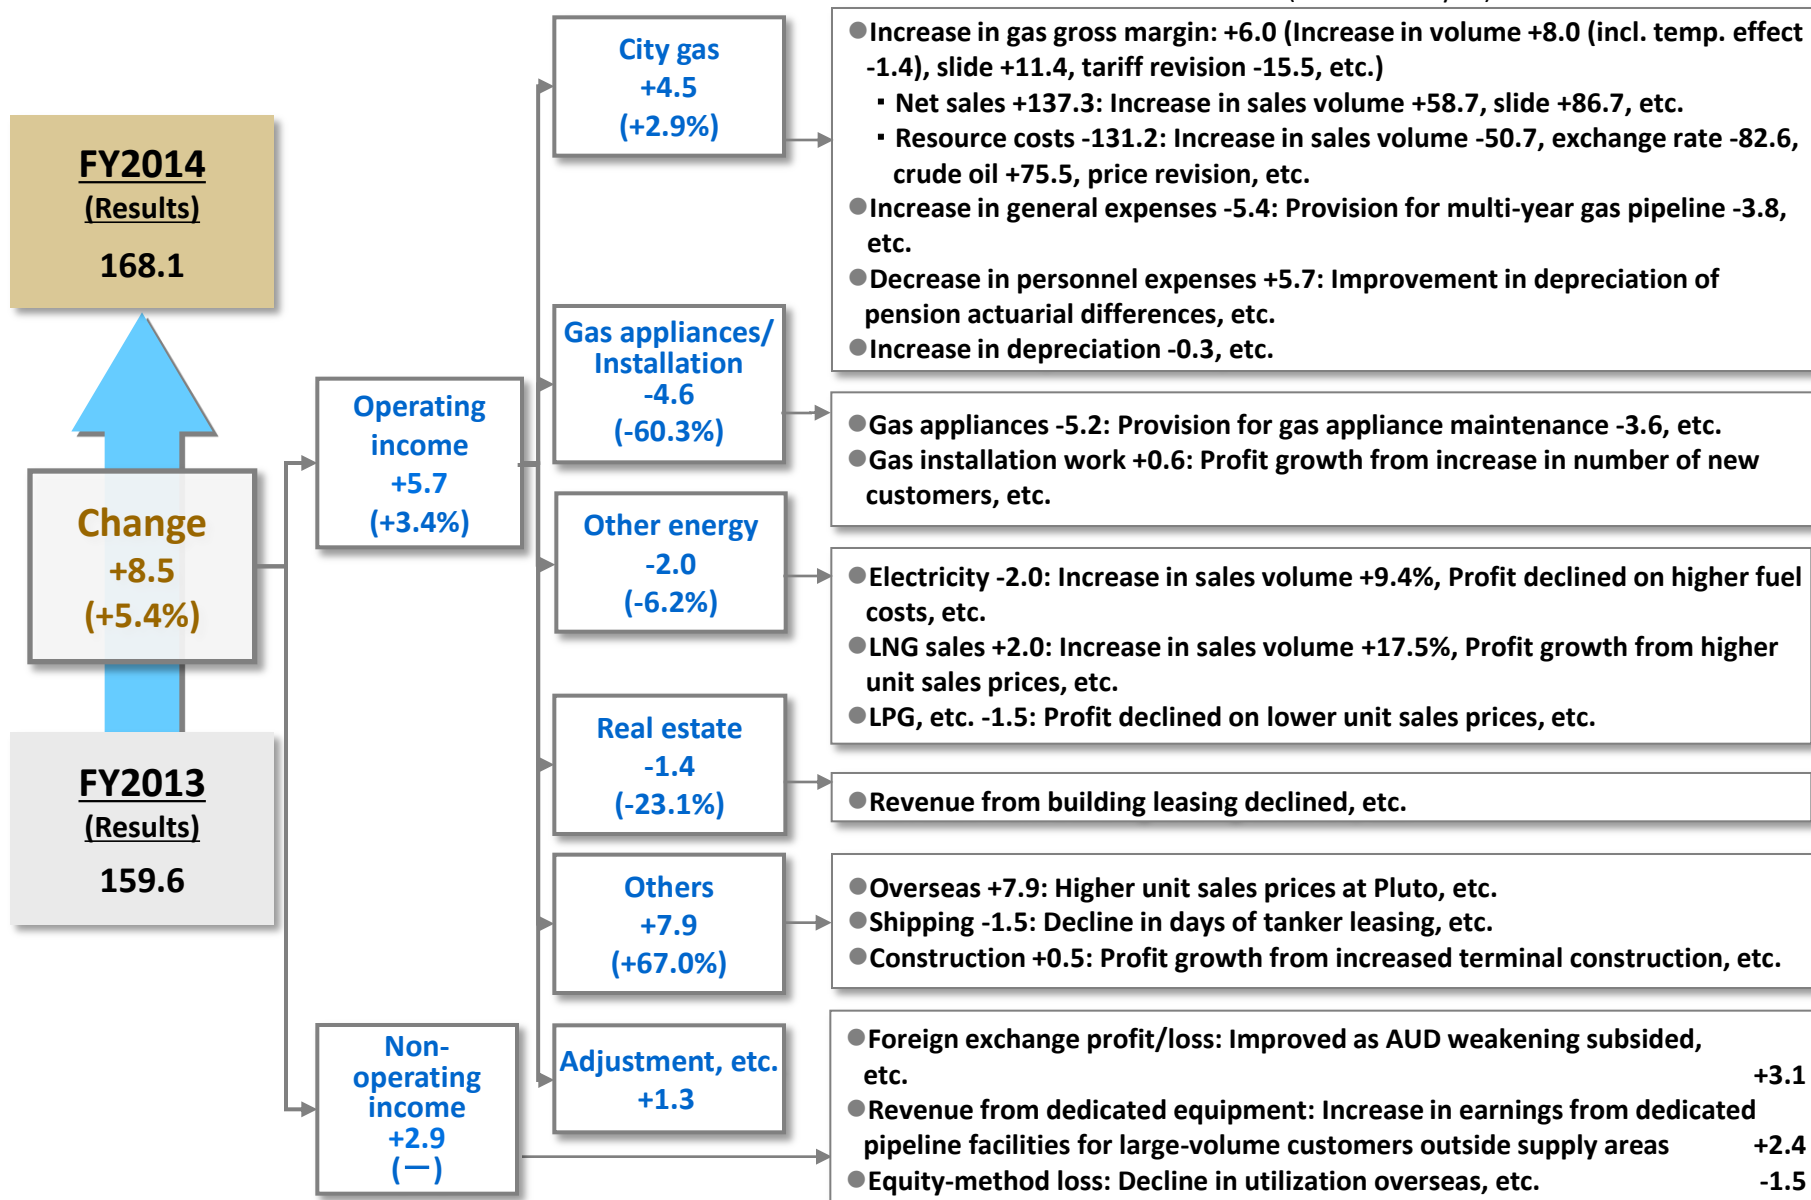 FY2014
(Results)
168.1
Change
+8.5
(+5.4%)
FY2013
(Results)
159.6
Operating
income
+5.7
(+3.4%)
Non-
operating
income
+2.9
(—)
City gas
+4.5
(+2.9%)
Gas appliances/
Installation
-4.6
(-60.3%)
Other energy
-2.0
(-6.2%)
Real estate
-1.4
(-23.1%)
Others
+7.9
(+67.0%)
Adjustment, etc.
+1.3
●Increase in gas gross margin: +6.0 (Increase in volume +8.0 (incl. temp. effect
-1.4), slide +11.4, tariff revision -15.5, etc.)
・Net sales +137.3: Increase in sales volume +58.7, slide +86.7, etc.
・Resource costs -131.2: Increase in sales volume -50.7, exchange rate -82.6,
crude oil +75.5, price revision, etc.
●Increase in general expenses -5.4: Provision for multi-year gas pipeline -3.8,
etc.
●Decrease in personnel expenses +5.7: Improvement in depreciation of
pension actuarial differences, etc.
●Increase in depreciation -0.3, etc.
●Gas appliances -5.2: Provision for gas appliance maintenance -3.6, etc.
●Gas installation work +0.6: Profit growth from increase in number of new
customers, etc.
●Electricity -2.0: Increase in sales volume +9.4%, Profit declined on higher fuel
costs, etc.
●LNG sales +2.0: Increase in sales volume +17.5%, Profit growth from higher
unit sales prices, etc.
●LPG, etc. -1.5: Profit declined on lower unit sales prices, etc.
●Revenue from building leasing declined, etc.
●Overseas +7.9: Higher unit sales prices at Pluto, etc.
●Shipping -1.5: Decline in days of tanker leasing, etc.
●Construction +0.5: Profit growth from increased terminal construction, etc.
●Foreign exchange profit/loss: Improved as AUD weakening subsided,
etc. +3.1
●Revenue from dedicated equipment: Increase in earnings from dedicated
pipeline facilities for large-volume customers outside supply areas +2.4
●Equity-method loss: Decline in utilization overseas, etc. -1.5